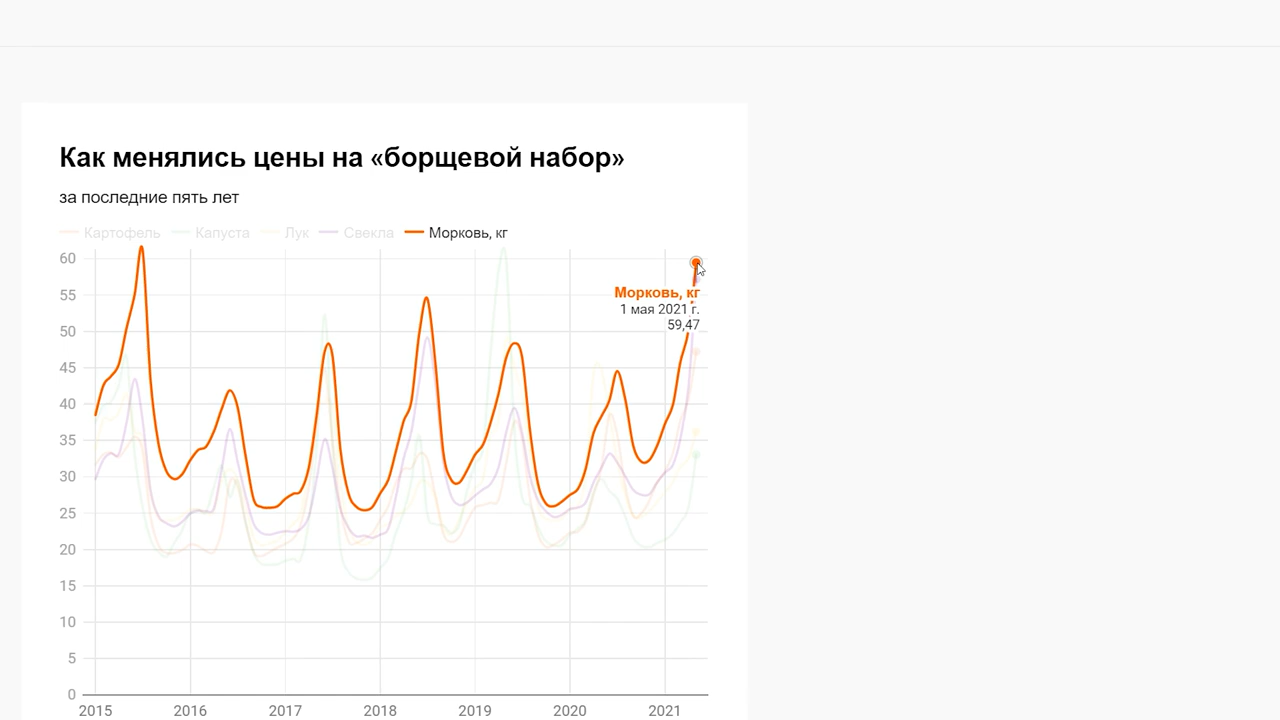 Как менялись цены на «борщевой набор»
за последние пять лет
Картофель Капуста Лук Свекла Морковь, кг
60
55
Морковь, кг
1 мая 2021 г.
59,47
50
45
40
35
30
25
20
15
10
5
0
2015 2016 2017 2018 2019 2020 2021